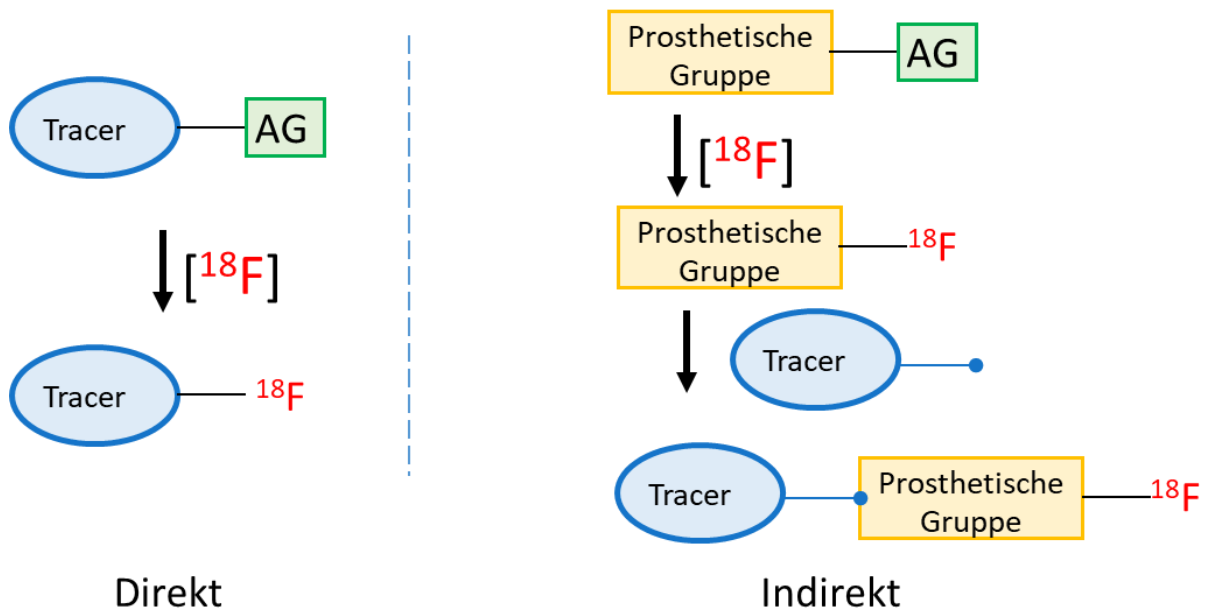 Tracer
AG
[¹⁸F]
Tracer
¹⁸F
Direkt
Prosthetische
Gruppe
AG
[¹⁸F]
Prosthetische
Gruppe
¹⁸F
Tracer
Tracer
Prosthetische
Gruppe
¹⁸F
Indirekt